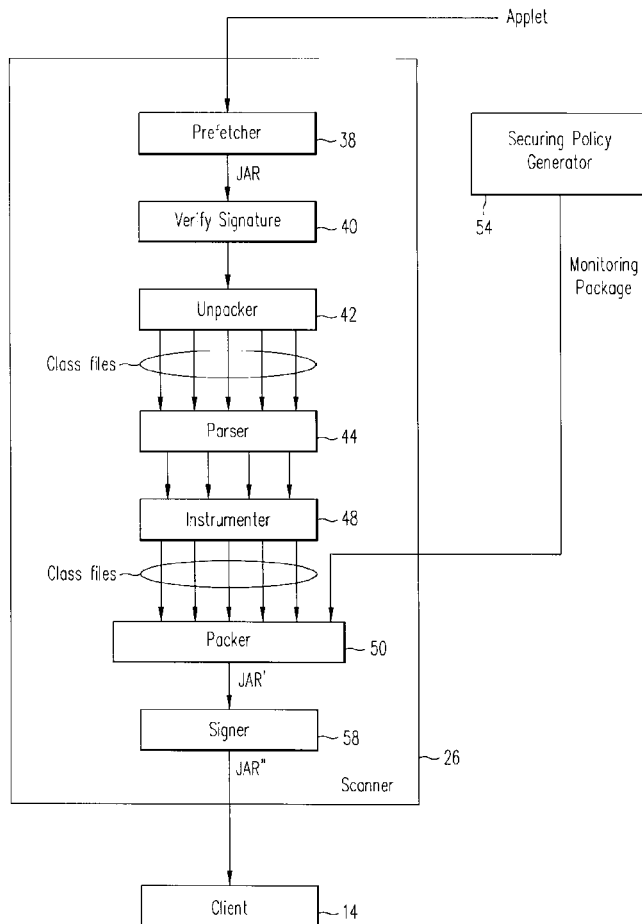 Applet
Prefetcher
38
JAR
Securing Policy
Generator
54
Verify Signature
40
Monitoring
Package
Unpacker
42
Class files
Parser
44
Instrumenter
48
Class files
Packer
50
JAR'
Signer
58
JAR"
26
Scanner
Client
14